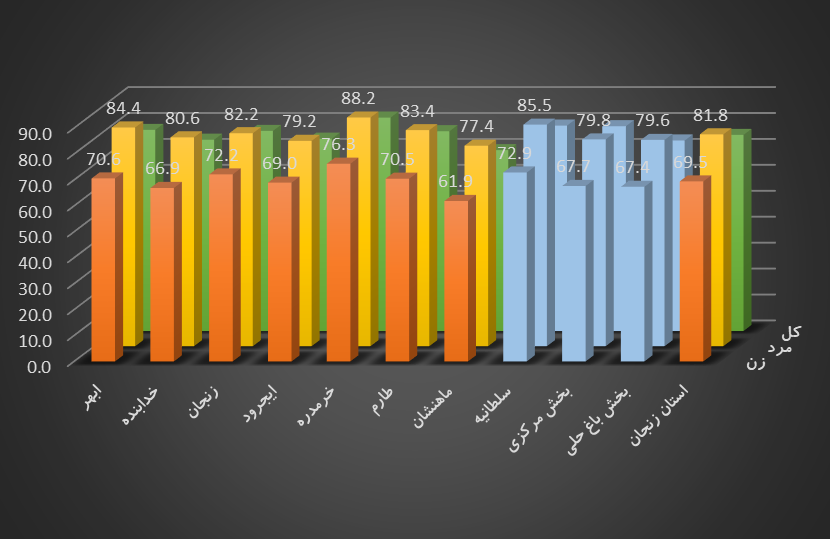 84.4 80.6 82.2 79.2 88.2 83.4 77.4 85.5 79.8 79.6 81.8
70.6 66.9 72.2 69.0 76.3 70.5 61.9 72.9 67.7 67.4 69.5
90.0
80.0
70.0
60.0
50.0
40.0
30.0
20.0
10.0
0.0
کل
مرد
زن
ابهر
خدابنده
زنجان
ایجرود
خرمدره
طارم
ماهنشان
سلطانیه
بخش مرکزی
بخش باغ حلی
استان زنجان